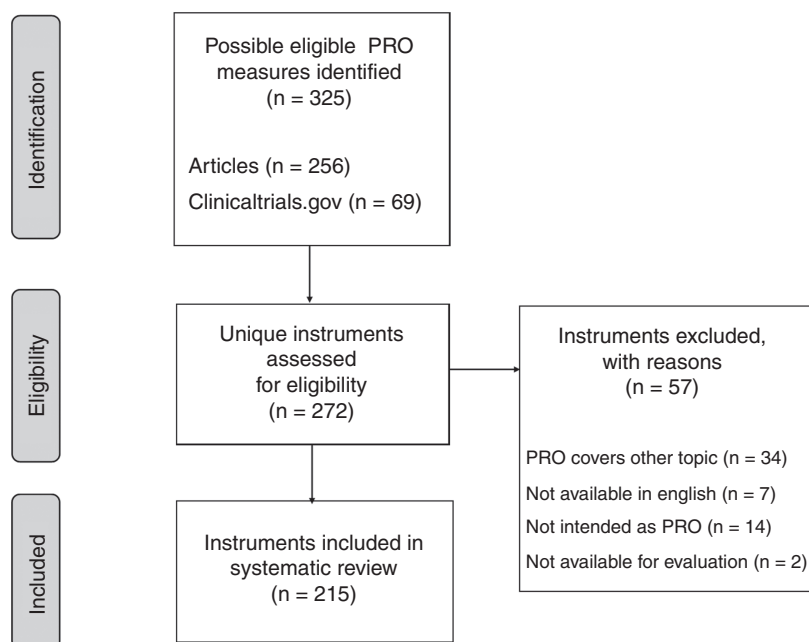 Identification
Possible eligible PRO
measures identified
(n = 325)
Articles (n = 256)
Clinicaltrials.gov (n = 69)
Eligibility
Unique instruments
assessed
for eligibility
(n = 272)
Instruments excluded,
with reasons
(n = 57)
PRO covers other topic (n = 34)
Not available in english (n = 7)
Not intended as PRO (n = 14)
Not available for evaluation (n = 2)
Included
Instruments included in
systematic review
(n = 215)